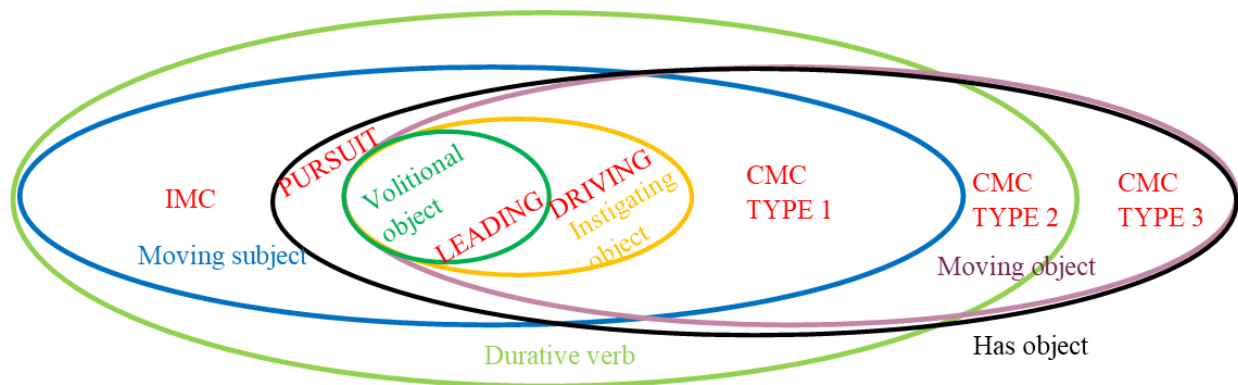 IMC
Moving subject
PURSUIT
Volitional
object
LEADING
DRIVING
Instigating
object
CMC
TYPE 1
CMC
TYPE 2
CMC
TYPE 3
Moving object
Has object
Durative verb